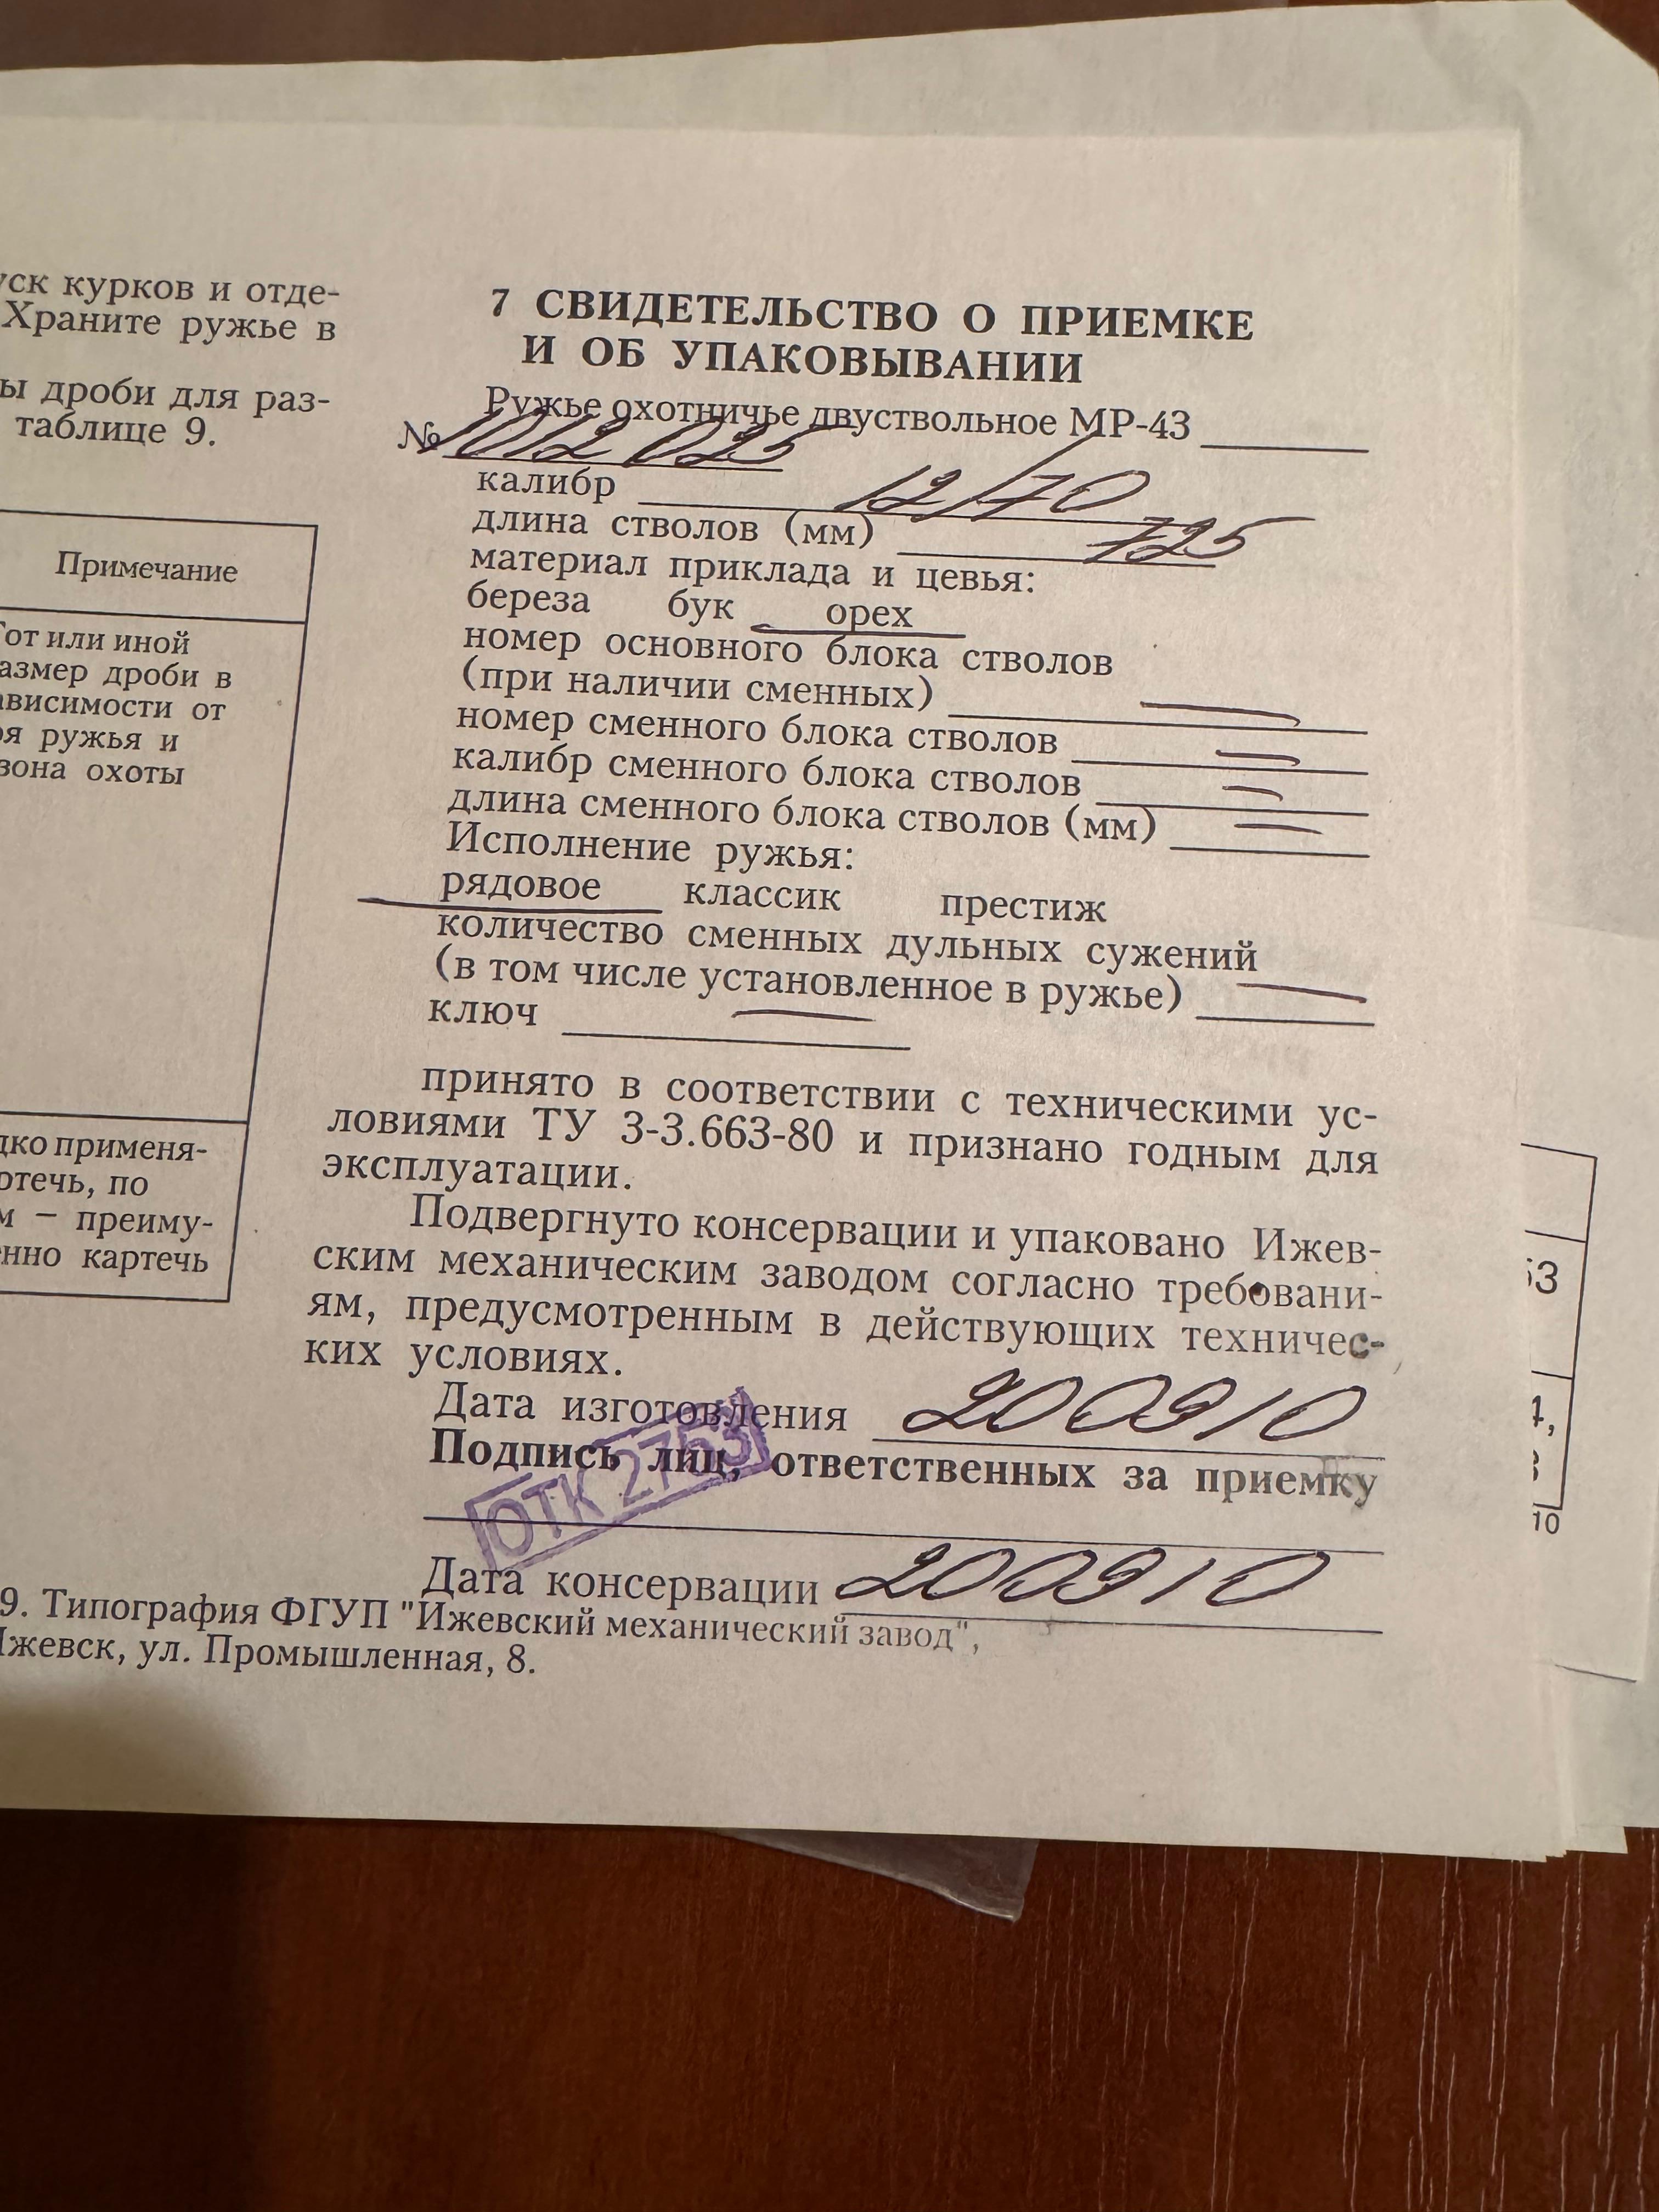 уск курков и отде-
Храните ружье в
ы дроби для раз-
таблице 9.
Примечание
Тот или иной
азмер дроби в
ависимости от
ря ружья и
зона охоты
дко применя-
ртечь, по
м – преиму-
енно картечь
7 СВИДЕТЕЛЬСТВО О ПРИЕМКЕ
И ОБ УПАКОВЫВАНИИ
Ружье охотничье двуствольное МР-43
№ 1012025
калибр 12/70
длина стволов (мм) 725
материал приклада и цевья:
береза бук орех
номер основного блока стволов
(при наличии сменных) —
номер сменного блока стволов —
калибр сменного блока стволов —
длина сменного блока стволов (мм) —
Исполнение ружья:
рядовое классик престиж
количество сменных дульных сужений
(в том числе установленное в ружье) —
ключ —
принято в соответствии с техническими ус-
ловиями ТУ 3-3.663-80 и признано годным для
эксплуатации.
Подвергнуто консервации и упаковано Ижев-
ским механическим заводом согласно требовани-
ям, предусмотренным в действующих техничес-
ких условиях.
Дата изготовления 200910
Подпись лиц, ответственных за приемку
ОТК 2763
Дата консервации 200910
9. Типография ФГУП "Ижевский механический завод",
Ижевск, ул. Промышленная, 8.
53
4,
10